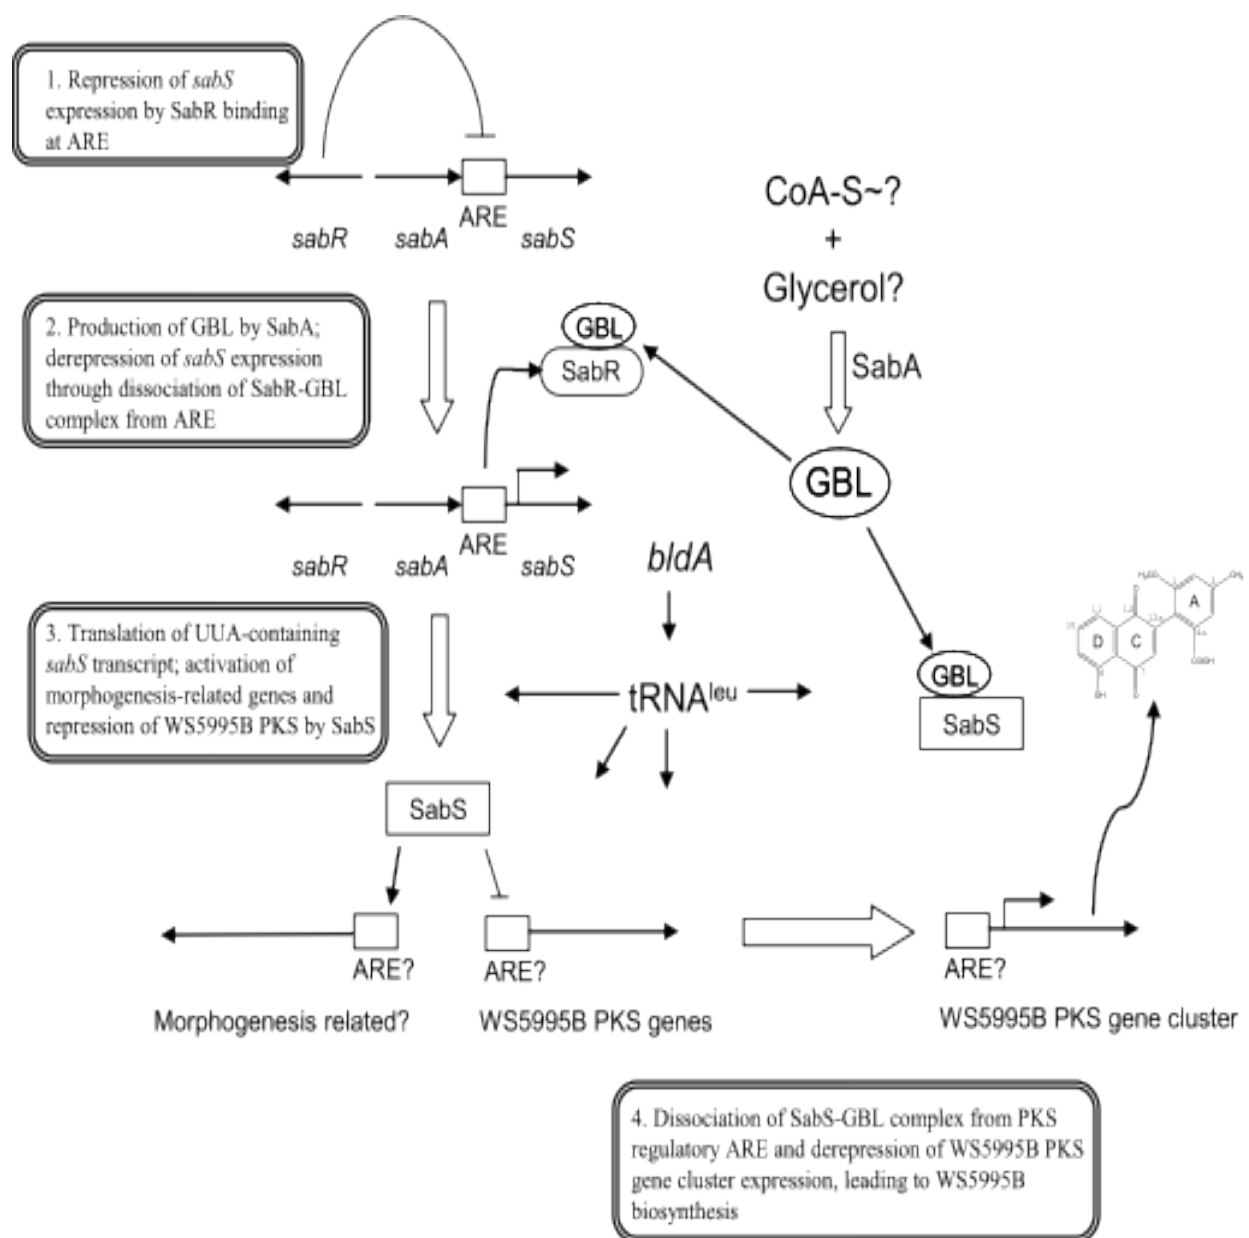 1. Repression of sabS
expression by SabR binding
at ARE
ARE
sabR sabA sabS
CoA-S~?
+
Glycerol?
SabA
2. Production of GBL by SabA;
derepression of sabS expression
through dissociation of SabR-GBL
complex from ARE
GBL
SabR
GBL
ARE
sabR sabA sabS
bldA
tRNAleu
3. Translation of UUA-containing
sabS transcript; activation of
morphogenesis-related genes and
repression of WS5995B PKS by SabS
GBL
SabS
H₃CO
CH₃
A
D
C
O
O
OH
COOH
SabS
ARE?
ARE?
ARE?
Morphogenesis related?
WS5995B PKS genes
WS5995B PKS gene cluster
4. Dissociation of SabS-GBL complex from PKS
regulatory ARE and derepression of WS5995B PKS
gene cluster expression, leading to WS5995B
biosynthesis